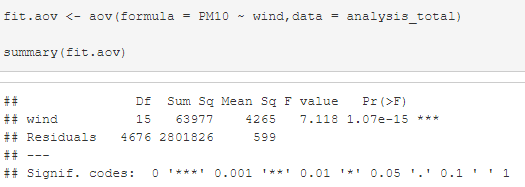 fit.aov <- aov(formula = PM10 ~ wind,data = analysis_total)
summary(fit.aov)
##               Df  Sum Sq Mean Sq F value   Pr(>F)
## wind          15   63977    4265   7.118 1.07e-15 ***
## Residuals   4676 2801826     599
## ---
## Signif. codes:  0 '***' 0.001 '**' 0.01 '*' 0.05 '.' 0.1 ' ' 1